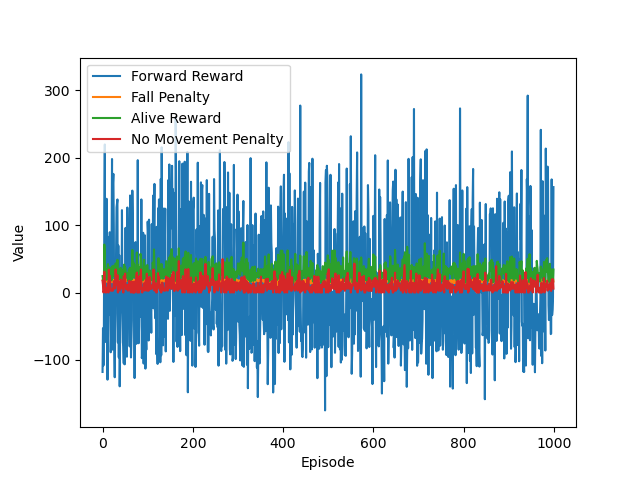 Forward Reward
Fall Penalty
Alive Reward
No Movement Penalty
300
200
100
0
−100
Value
0
200
400
600
800
1000
Episode